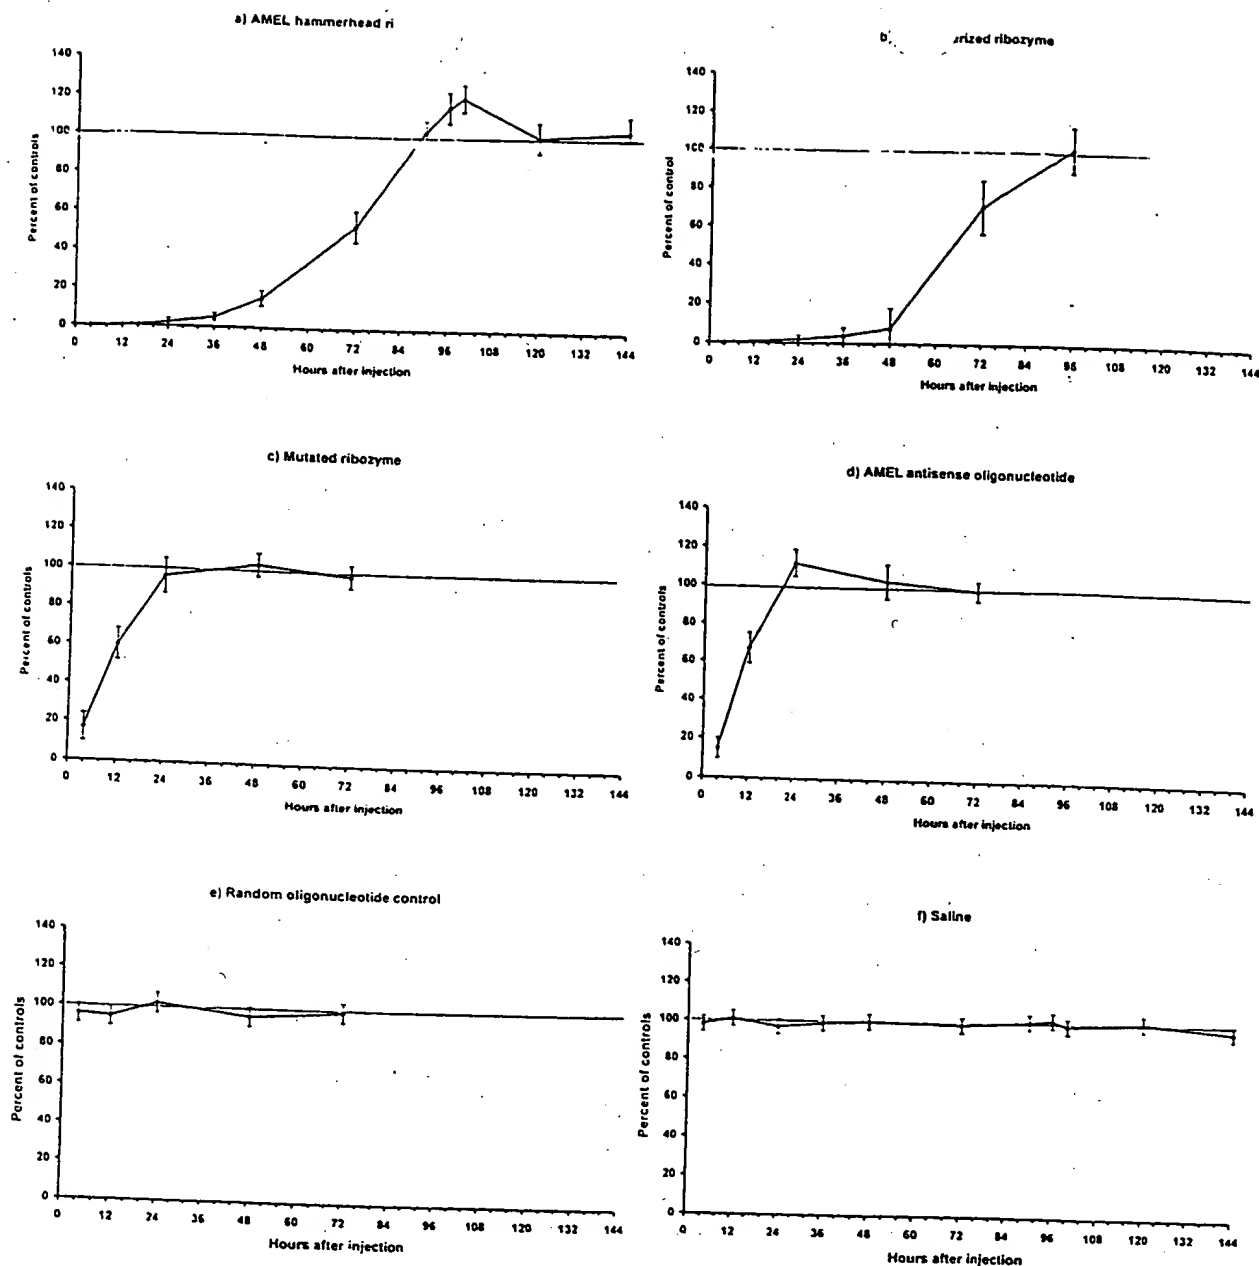 a) AMEL hammerhead ri
140
120
100
80
60
40
20
0
Percent of controls
0 12 24 36 48 60 72 84 96 108 120 132 144
Hours after injection
b. rized ribozyme
140
120
100
80
60
40
20
0
Percent of control
0 12 24 36 48 60 72 84 96 108 120 132 144
Hours after injection
c) Mutated ribozyme
140
120
100
80
60
40
20
0
Percent of controls
0 12 24 36 48 60 72 84 96 108 120 132 144
Hours after injection
d) AMEL antisense oligonucleotide
140
120
100
80
60
40
20
0
Percent of controls
0 12 24 36 48 60 72 84 96 108 120 132 144
Hours after injection
e) Random oligonucleotide control
140
120
100
80
60
40
20
0
Percent of controls
0 12 24 36 48 60 72 84 96 108 120 132 144
Hours after injection
f) Saline
140
120
100
80
60
40
20
0
Percent of controls
0 12 24 36 48 60 72 84 96 108 120 132 144
Hours after injection